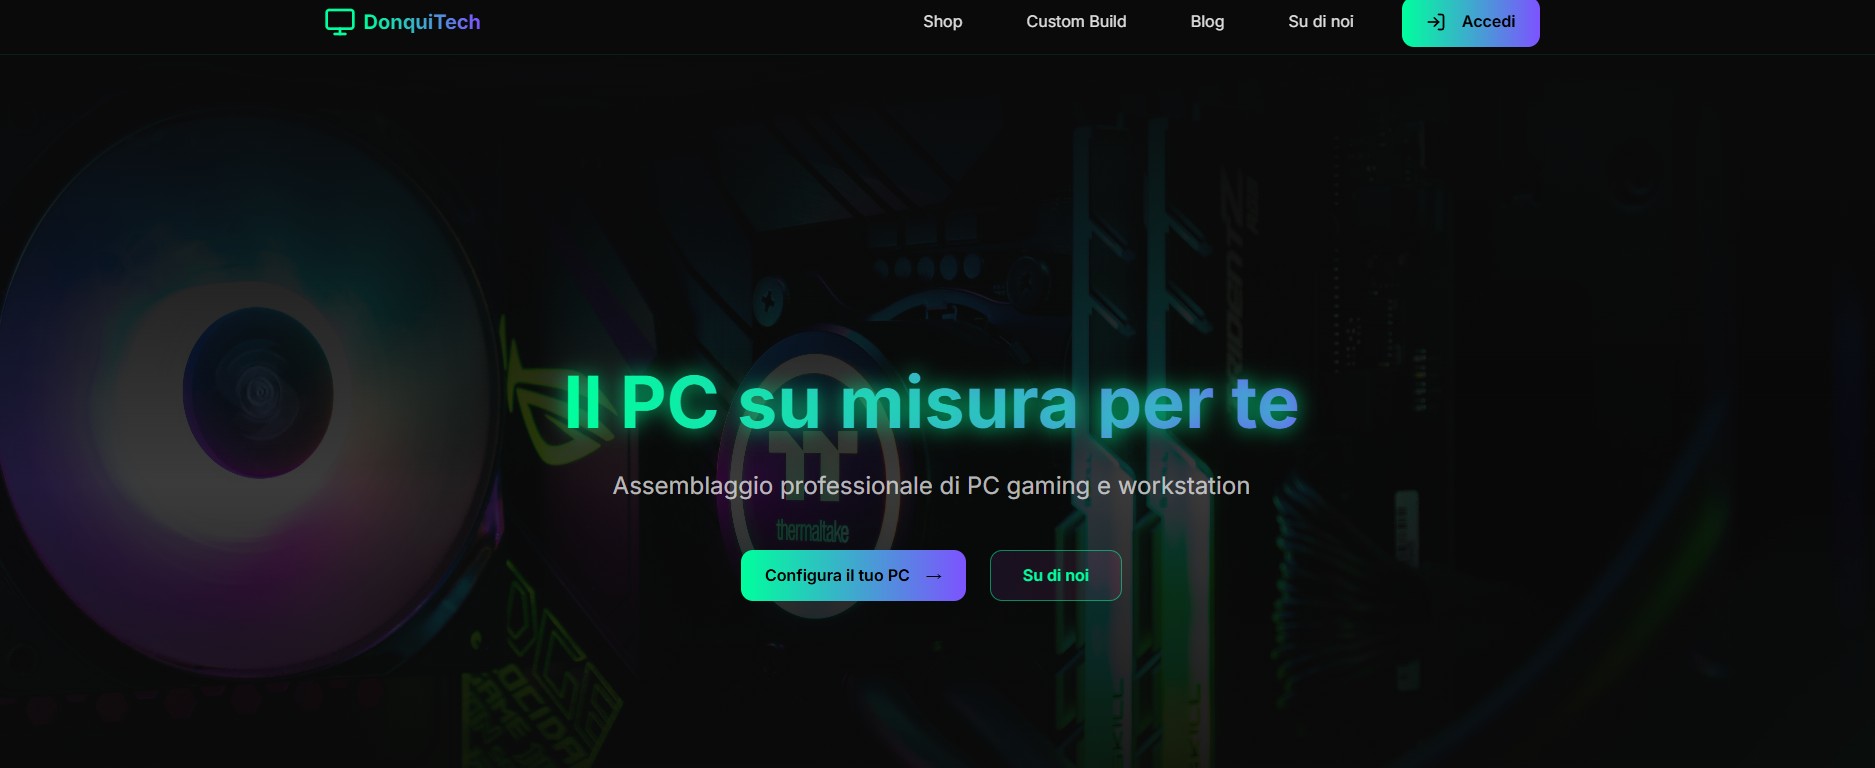 DonquiTech
Shop
Custom Build
Blog
Su di noi
Accedi
Il PC su misura per te
Assemblaggio professionale di PC gaming e workstation
thermaltake
Configura il tuo PC →
Su di noi